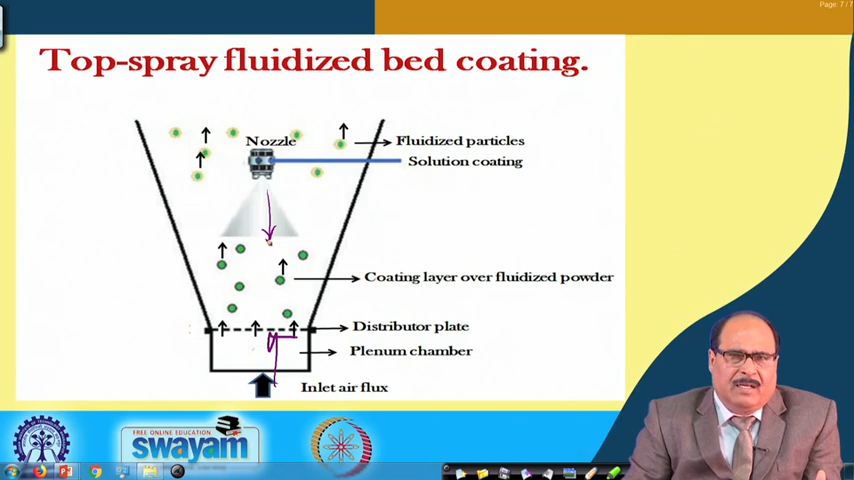 Page: 7 / 7
Top-spray fluidized bed coating.
Nozzle
Fluidized particles
Solution coating
Coating layer over fluidized powder
Distributor plate
Plenum chamber
Inlet air flux
FREE ONLINE EDUCATION
swayam